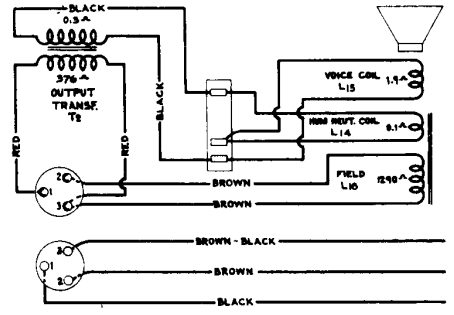 BLACK
0.3 Ω
376 Ω
OUTPUT
TRANSF.
T2
RED
RED
BLACK
VOICE COIL
L15
1.9 Ω
HUM NEUT. COIL
L14
0.1 Ω
FIELD
L16
1290 Ω
2
1
3
BROWN
BROWN
3
1
2
BROWN-BLACK
BROWN
BLACK